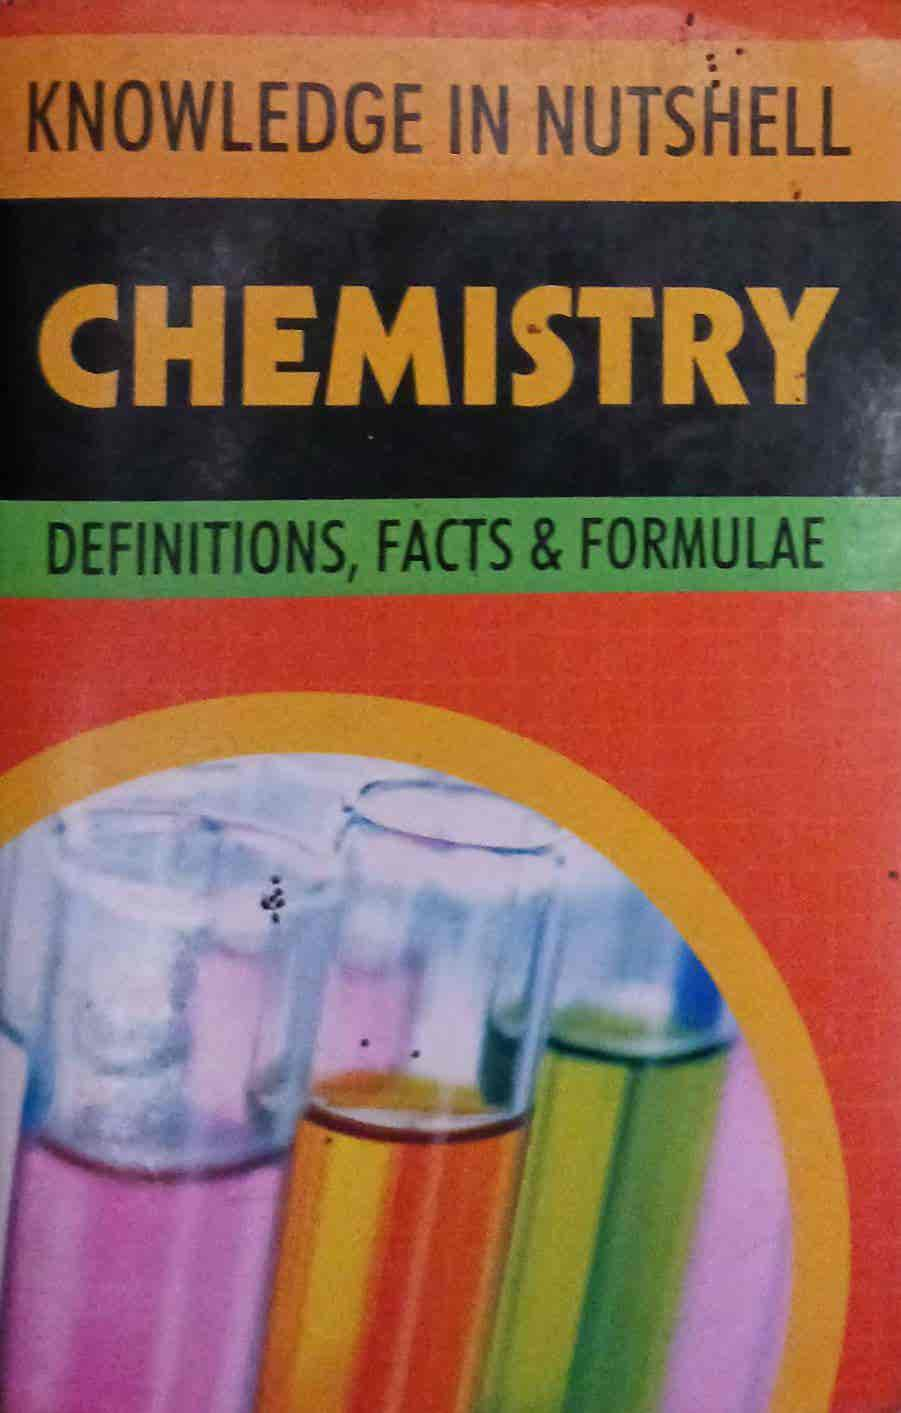 KNOWLEDGE IN NUTSHELL
CHEMISTRY
DEFINITIONS, FACTS & FORMULAE